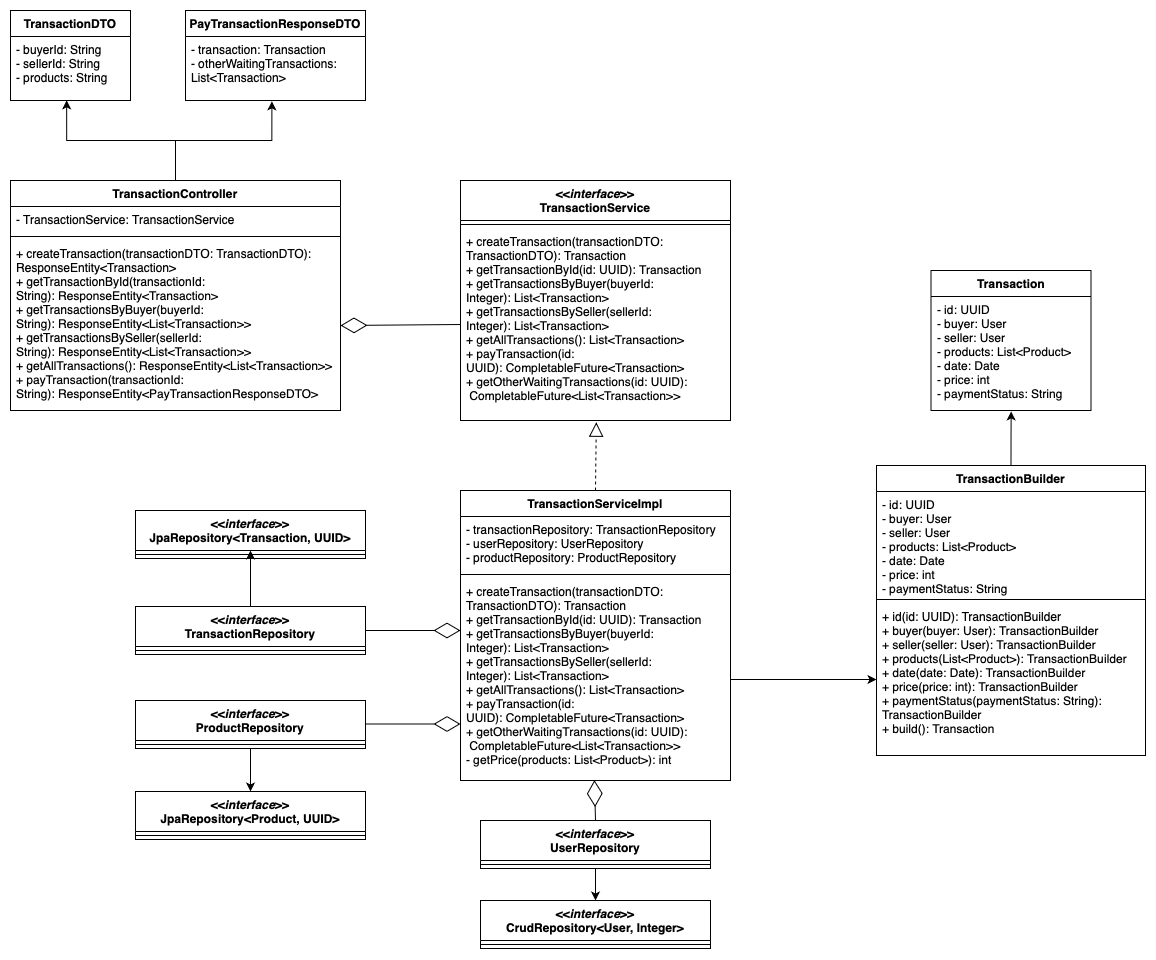 TransactionDTO
- buyerId: String
- sellerId: String
- products: String
PayTransactionResponseDTO
- transaction: Transaction
- otherWaitingTransactions:
List<Transaction>
TransactionController
- TransactionService: TransactionService
+ createTransaction(transactionDTO: TransactionDTO):
ResponseEntity<Transaction>
+ getTransactionById(transactionId:
String): ResponseEntity<Transaction>
+ getTransactionsByBuyer(buyerId:
String): ResponseEntity<List<Transaction>>
+ getTransactionsBySeller(sellerId:
String): ResponseEntity<List<Transaction>>
+ getAllTransactions(): ResponseEntity<List<Transaction>>
+ payTransaction(transactionId:
String): ResponseEntity<PayTransactionResponseDTO>
<<interface>>
TransactionService
+ createTransaction(transactionDTO:
TransactionDTO): Transaction
+ getTransactionById(id: UUID): Transaction
+ getTransactionsByBuyer(buyerId:
Integer): List<Transaction>
+ getTransactionsBySeller(sellerId:
Integer): List<Transaction>
+ getAllTransactions(): List<Transaction>
+ payTransaction(id:
UUID): CompletableFuture<Transaction>
+ getOtherWaitingTransactions(id: UUID):
CompletableFuture<List<Transaction>>
Transaction
- id: UUID
- buyer: User
- seller: User
- products: List<Product>
- date: Date
- price: int
- paymentStatus: String
TransactionBuilder
- id: UUID
- buyer: User
- seller: User
- products: List<Product>
- date: Date
- price: int
- paymentStatus: String
+ id(id: UUID): TransactionBuilder
+ buyer(buyer: User): TransactionBuilder
+ seller(seller: User): TransactionBuilder
+ products(List<Product>): TransactionBuilder
+ date(date: Date): TransactionBuilder
+ price(price: int): TransactionBuilder
+ paymentStatus(paymentStatus: String):
TransactionBuilder
+ build(): Transaction
TransactionServiceImpl
- transactionRepository: TransactionRepository
- userRepository: UserRepository
- productRepository: ProductRepository
+ createTransaction(transactionDTO:
TransactionDTO): Transaction
+ getTransactionById(id: UUID): Transaction
+ getTransactionsByBuyer(buyerId:
Integer): List<Transaction>
+ getTransactionsBySeller(sellerId:
Integer): List<Transaction>
+ getAllTransactions(): List<Transaction>
+ payTransaction(id:
UUID): CompletableFuture<Transaction>
+ getOtherWaitingTransactions(id: UUID):
CompletableFuture<List<Transaction>>
- getPrice(products: List<Product>): int
<<interface>>
JpaRepository<Transaction, UUID>
<<interface>>
TransactionRepository
<<interface>>
ProductRepository
<<interface>>
JpaRepository<Product, UUID>
<<interface>>
UserRepository
<<interface>>
CrudRepository<User, Integer>